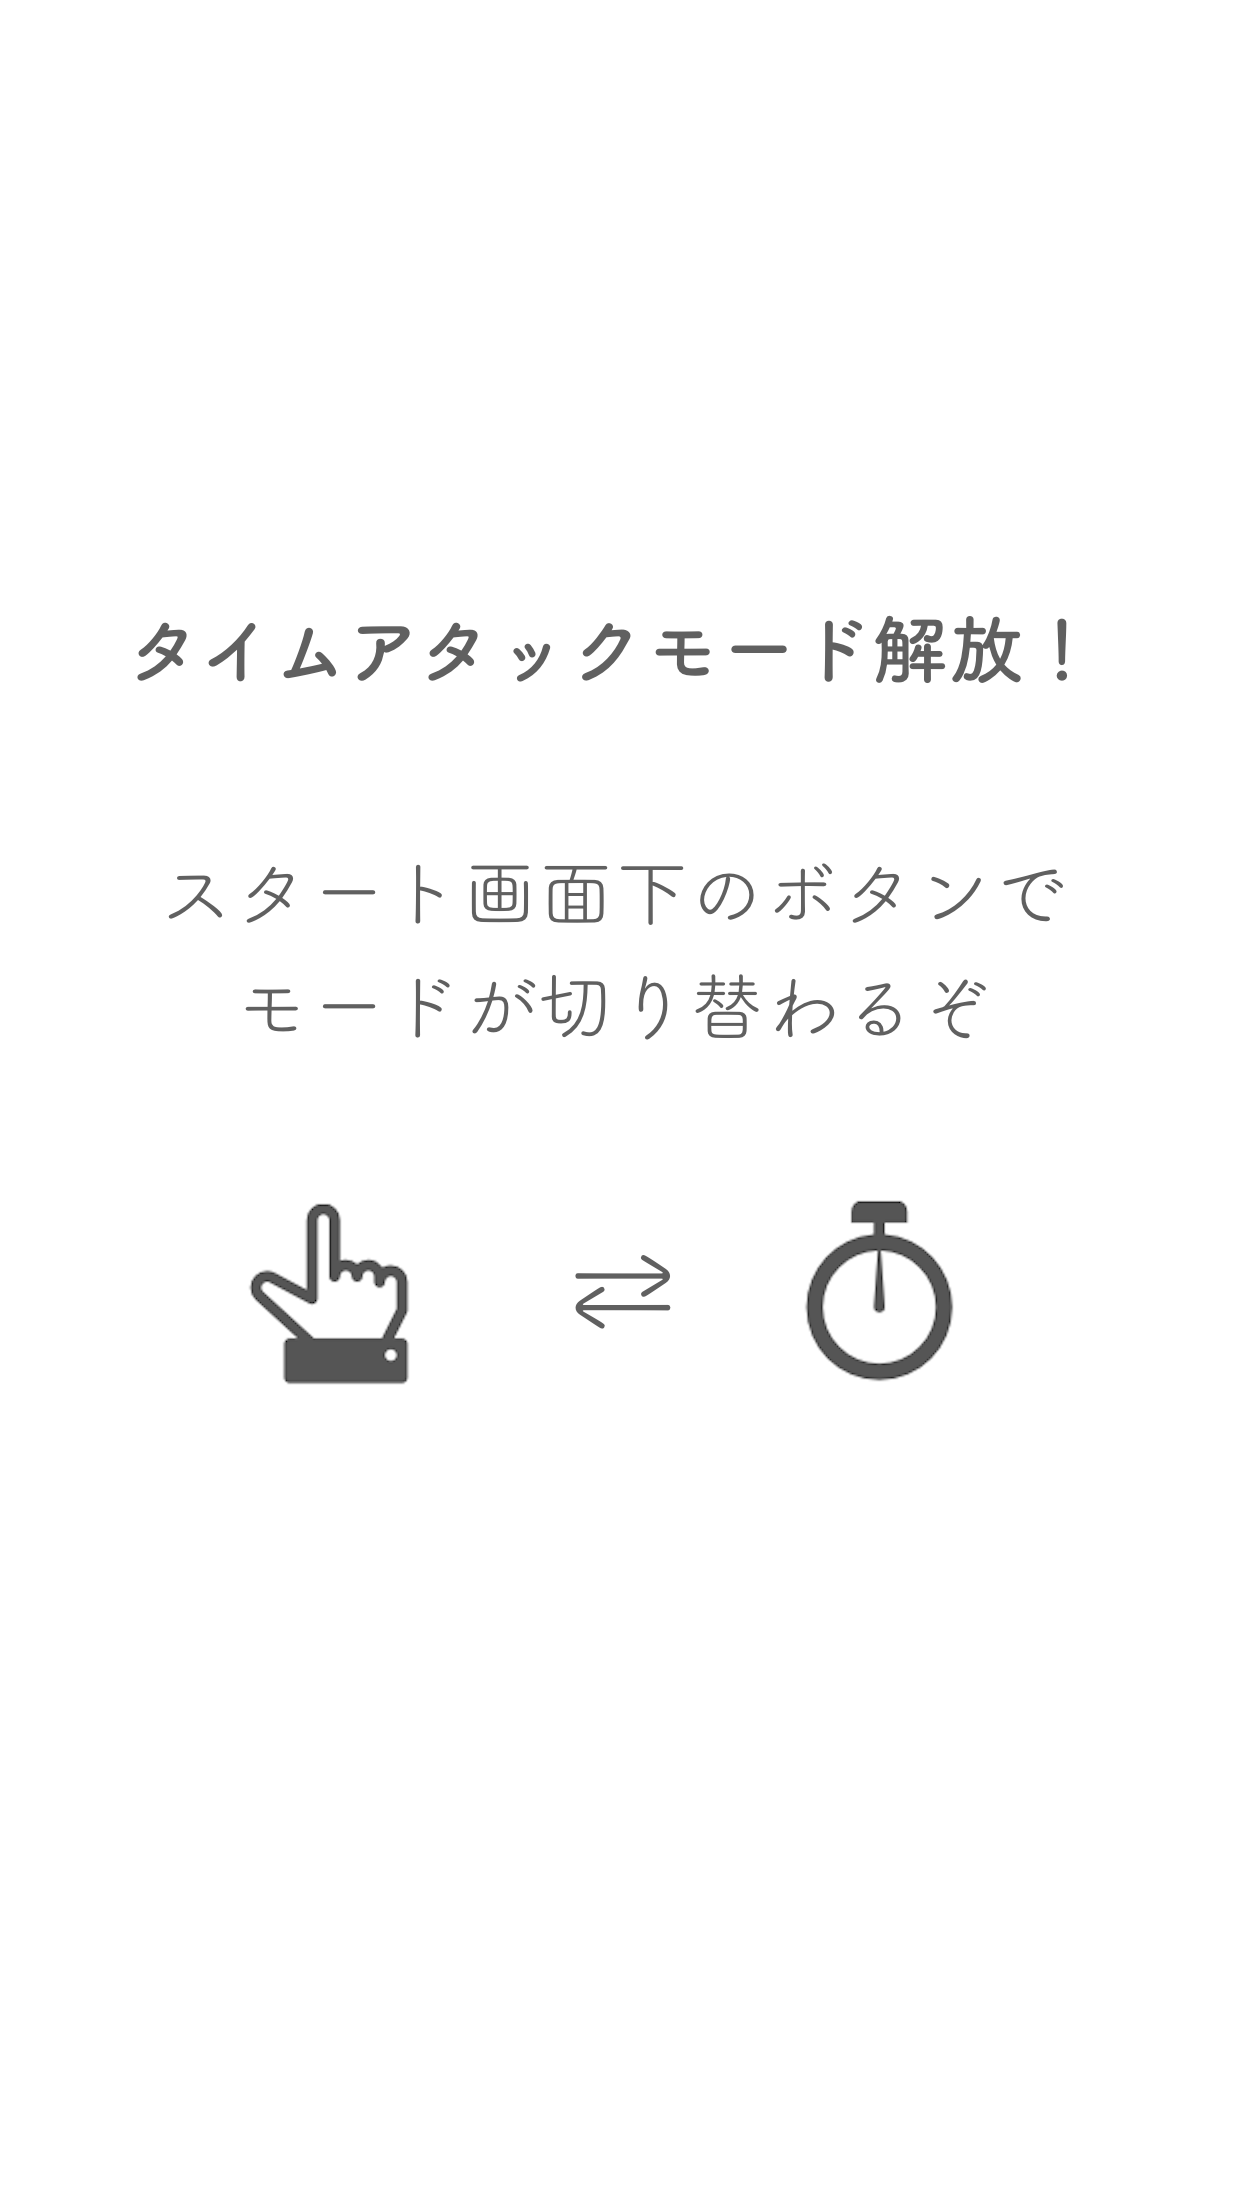 タイムアタックモード解放！
スタート画面下のボタンで
モードが切り替わるぞ